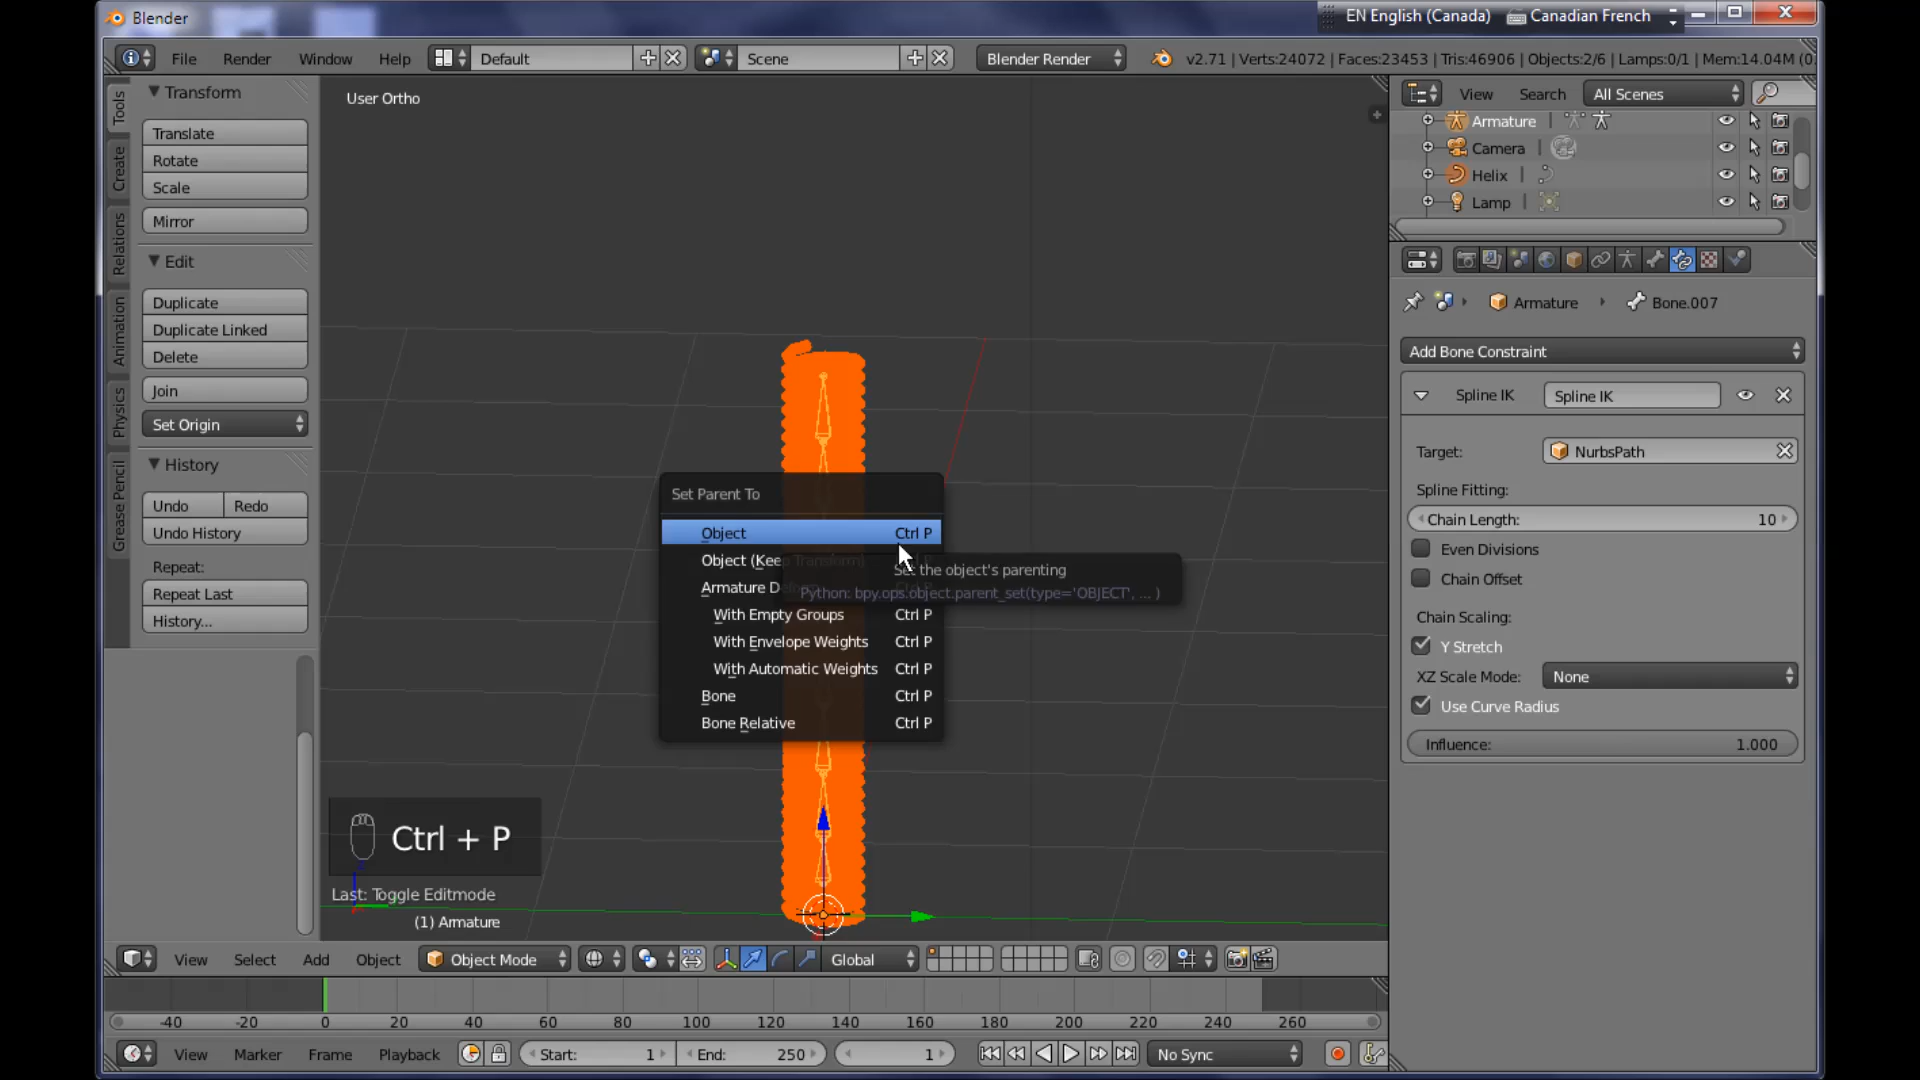 Blender
EN English (Canada)
Canadian French
File
Render
Window
Help
Default
Scene
Blender Render
v2.71 | Verts:24072 | Faces:23453 | Tris:46906 | Objects:2/6 | Lamps:0/1 | Mem:14.04M (0.
Tools
Create
Relations
Animation
Physics
Grease Pencil
Transform
Translate
Rotate
Scale
Mirror
Edit
Duplicate
Duplicate Linked
Delete
Join
Set Origin
History
Undo
Redo
Undo History
Repeat:
Repeat Last
History...
User Ortho
Set Parent To
Object Ctrl P
Object (Keep Transform)
Armature
With Empty Groups Ctrl P
With Envelope Weights Ctrl P
With Automatic Weights Ctrl P
Bone Ctrl P
Bone Relative Ctrl P
Set the object's parenting
Python: bpy.ops.object.parent_set(type='OBJECT', ... )
Ctrl + P
Last: Toggle Editmode
(1) Armature
View
Search
All Scenes
Armature
Camera
Helix
Lamp
Armature
Bone.007
Add Bone Constraint
Spline IK
Spline IK
Target:
NurbsPath
Spline Fitting:
Chain Length: 10
Even Divisions
Chain Offset
Chain Scaling:
Y Stretch
XZ Scale Mode:
None
Use Curve Radius
Influence: 1.000
View
Select
Add
Object
Object Mode
Global
-40 -20 0 20 40 60 80 100 120 140 160 180 200 220 240 260
View
Marker
Frame
Playback
Start: 1
End: 250
1
No Sync